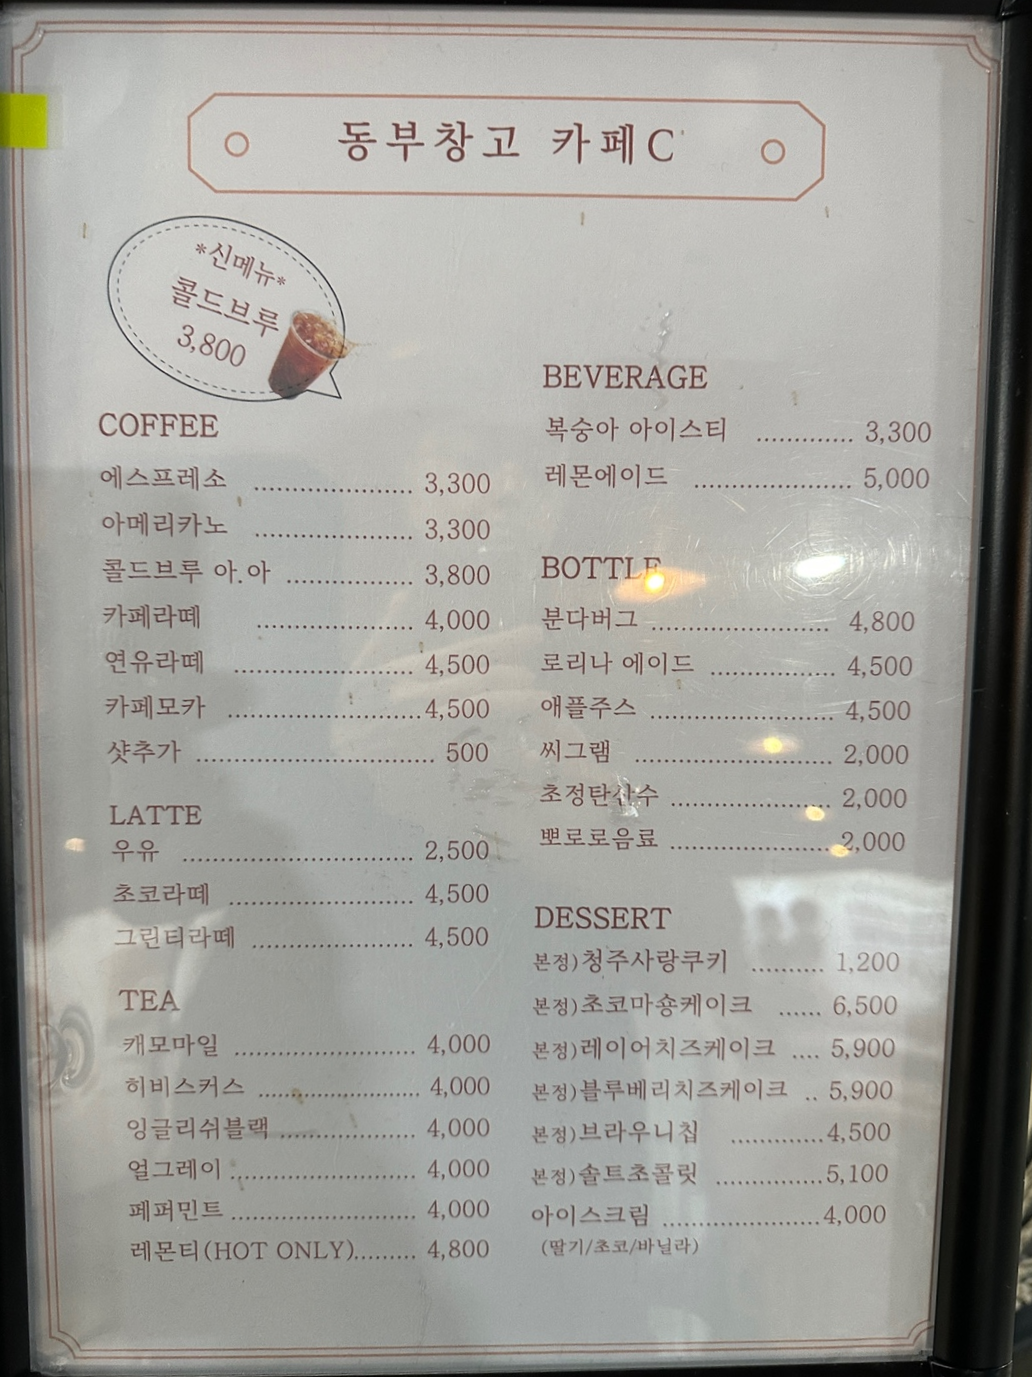 동부창고 카페C
*신메뉴*
콜드브루
3,800
COFFEE
에스프레소 .................... 3,300
아메리카노 .................... 3,300
콜드브루 아.아 ................ 3,800
카페라떼 .................... 4,000
연유라떼 ....................... 4,500
카페모카 ........................ 4,500
샷추가 .............................. 500
LATTE
우유 ............................. 2,500
초코라떼 ....................... 4,500
그린티라떼 .................... 4,500
TEA
캐모마일 ....................... 4,000
히비스커스 .................... 4,000
잉글리쉬블랙 ................. 4,000
얼그레이 ....................... 4,000
페퍼민트 ....................... 4,000
레몬티(HOT ONLY)......... 4,800
BEVERAGE
복숭아 아이스티 ............. 3,300
레몬에이드 .................... 5,000
BOTTLE
분다버그 ....................... 4,800
로리나 에이드 ................ 4,500
애플주스 ....................... 4,500
씨그램 ......................... 2,000
초정탄산수 .................... 2,000
뽀로로음료 .................... 2,000
DESSERT
본정)청주사랑쿠키 .......... 1,200
본정)초코마숑케이크 ...... 6,500
본정)레이어치즈케이크 .... 5,900
본정)블루베리치즈케이크 .. 5,900
본정)브라우니칩 ............. 4,500
본정)솔트초콜릿 ............... 5,100
아이스크림 .................... 4,000
(딸기/초코/바닐라)